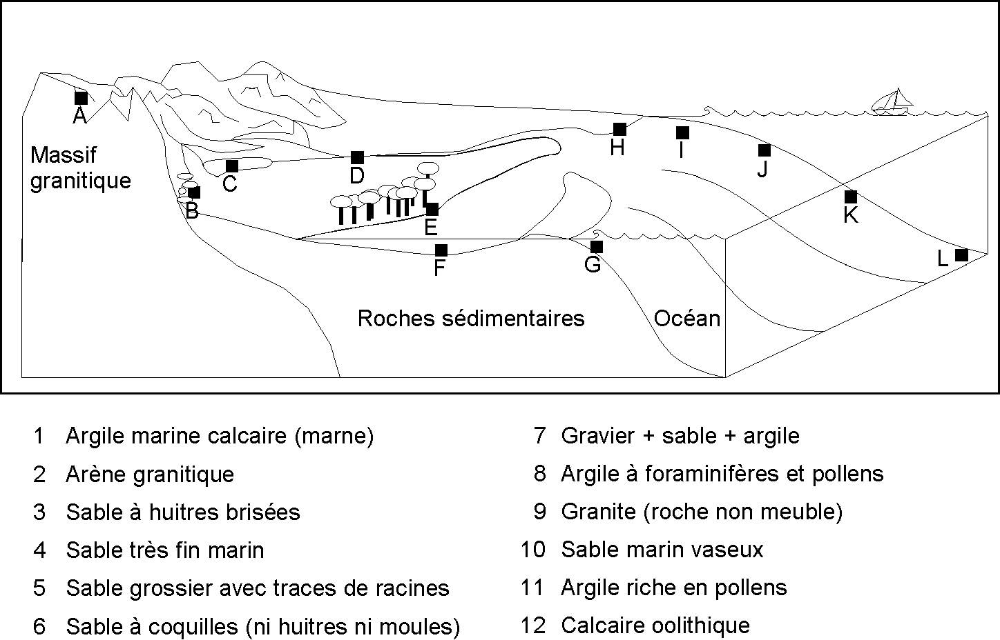 A
Massif
granitique
B
C
D
E
F
G
H
I
J
K
L
Roches sédimentaires
Océan
1 Argile marine calcaire (marne)
2 Arène granitique
3 Sable à huitres brisées
4 Sable très fin marin
5 Sable grossier avec traces de racines
6 Sable à coquilles (ni huitres ni moules)
7 Gravier + sable + argile
8 Argile à foraminifères et pollens
9 Granite (roche non meuble)
10 Sable marin vaseux
11 Argile riche en pollens
12 Calcaire oolithique